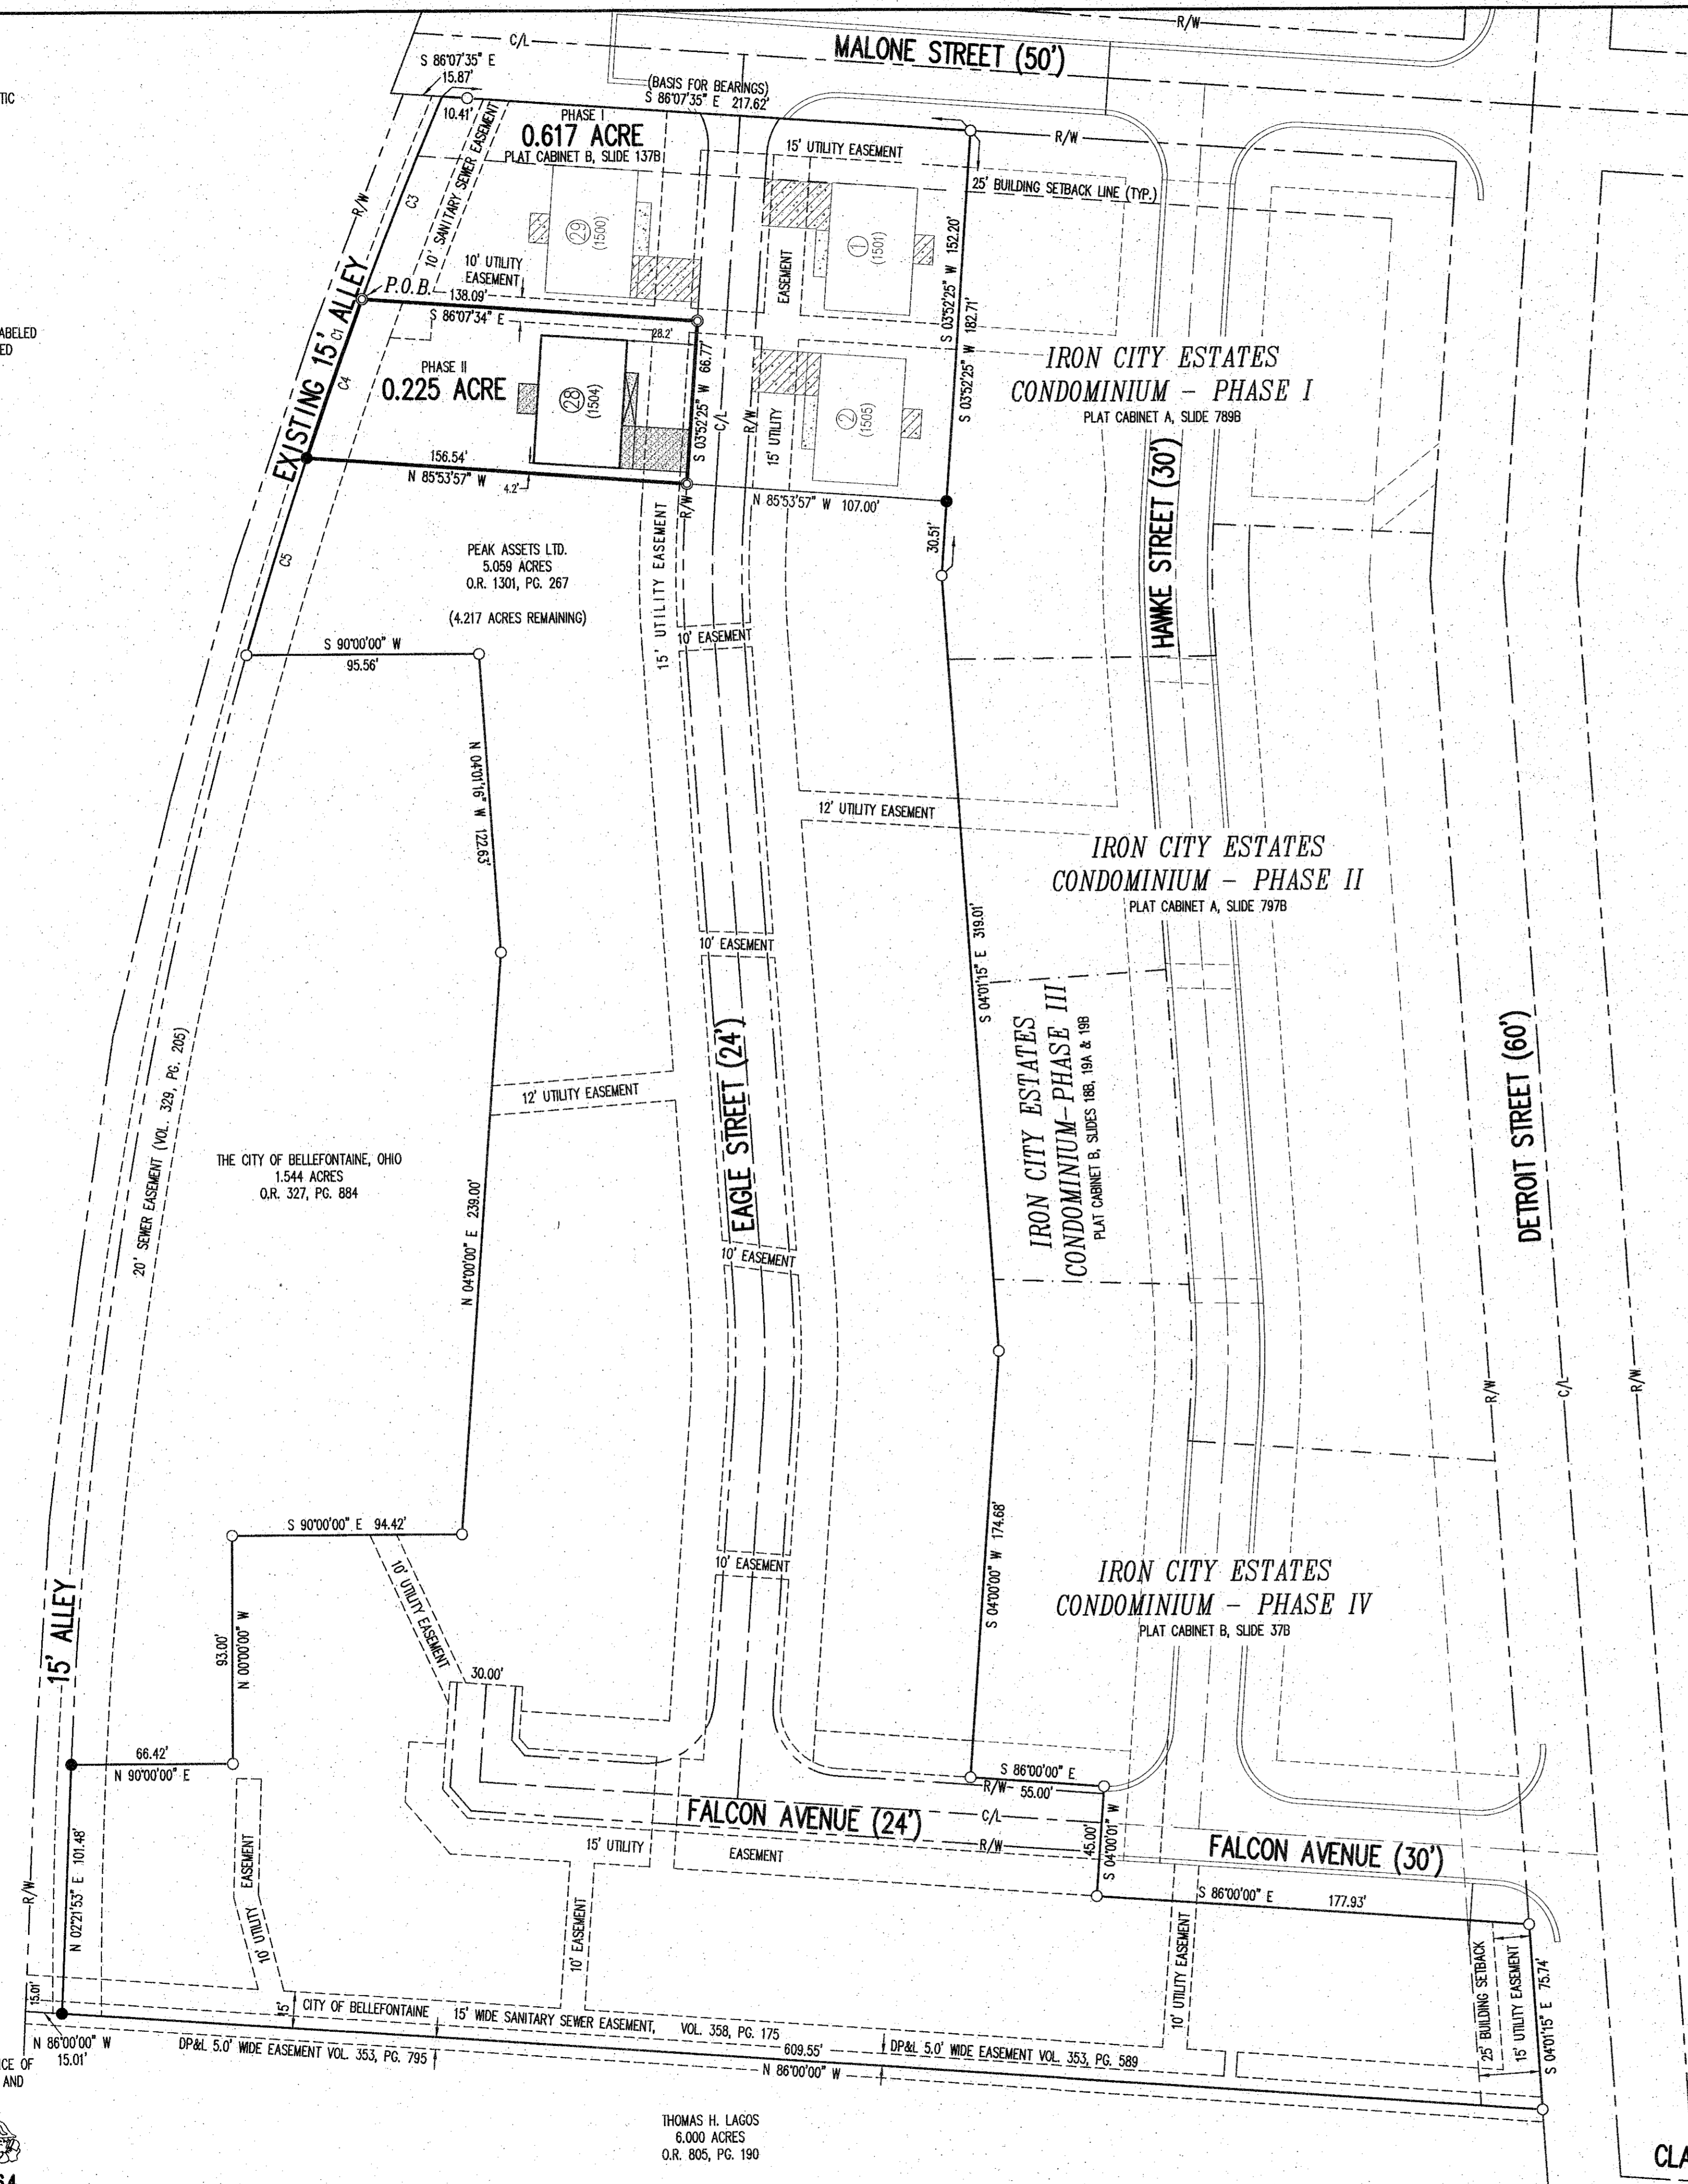 R/W
C/L
MALONE STREET (50')
S 86°07'35" E
15.87'
(BASIS FOR BEARINGS)
S 86°07'35" E 217.62'
TIC
10.41'
PHASE I
0.617 ACRE
PLAT CABINET B, SLIDE 137B
R/W
15' UTILITY EASEMENT
25' BUILDING SETBACK LINE (TYP.)
10' SANITARY SEWER EASEMENT
R/W
C3
29
(1500)
1
(1501)
S 03°52'25" W 152.20'
S 03°52'25" W 182.71'
10' UTILITY
EASEMENT
EASEMENT
P.O.B.
138.09'
S 86°07'34" E
28.2'
ABELED
ED
EXISTING 15' ALLEY
C1
C4
PHASE II
0.225 ACRE
28
(1504)
S 03°52'25" W 66.77'
C/L
R/W
15' UTILITY
2
(1505)
IRON CITY ESTATES
CONDOMINIUM - PHASE I
PLAT CABINET A, SLIDE 789B
156.54'
N 85°53'57" W
4.2'
R/W
N 85°53'57" W 107.00'
HAWKE STREET (30')
30.51'
C5
PEAK ASSETS LTD.
5.059 ACRES
O.R. 1301, PG. 267
(4.217 ACRES REMAINING)
15' UTILITY EASEMENT
10' EASEMENT
S 90°00'00" W
95.56'
N 04°01'16" W 122.63'
12' UTILITY EASEMENT
IRON CITY ESTATES
CONDOMINIUM - PHASE II
PLAT CABINET A, SLIDE 797B
10' EASEMENT
S 04°01'15" E 319.01'
IRON CITY ESTATES
CONDOMINIUM-PHASE III
PLAT CABINET B, SLIDES 18B, 19A & 19B
DETROIT STREET (60')
20' SEWER EASEMENT (VOL. 329, PG. 205)
EAGLE STREET (24')
12' UTILITY EASEMENT
THE CITY OF BELLEFONTAINE, OHIO
1.544 ACRES
O.R. 327, PG. 884
N 04°00'00" E 239.00'
10' EASEMENT
R/W
C/L
R/W
S 90°00'00" E 94.42'
10' UTILITY EASEMENT
10' EASEMENT
S 04°00'00" W 174.68'
IRON CITY ESTATES
CONDOMINIUM - PHASE IV
PLAT CABINET B, SLIDE 37B
15' ALLEY
93.00'
N 00°00'00" W
30.00'
66.42'
N 90°00'00" E
S 86°00'00" E
R/W
55.00'
FALCON AVENUE (24')
C/L
R/W
45.00'
S 04°00'01" W
FALCON AVENUE (30')
15' UTILITY
EASEMENT
R/W
N 02°21'53" E 101.48'
10' UTILITY EASEMENT
10' EASEMENT
S 86°00'00" E 177.93'
10' UTILITY EASEMENT
25' BUILDING SETBACK
15' UTILITY EASEMENT
S 04°01'15" E 75.74'
15.01'
15'
CITY OF BELLEFONTAINE 15' WIDE SANITARY SEWER EASEMENT, VOL. 358, PG. 175
N 86°00'00" W
15.01'
DP&L 5.0' WIDE EASEMENT VOL. 353, PG. 795
609.55'
DP&L 5.0' WIDE EASEMENT VOL. 353, PG. 589
N 86°00'00" W
CE OF
AND
THOMAS H. LAGOS
6.000 ACRES
O.R. 805, PG. 190
CLA